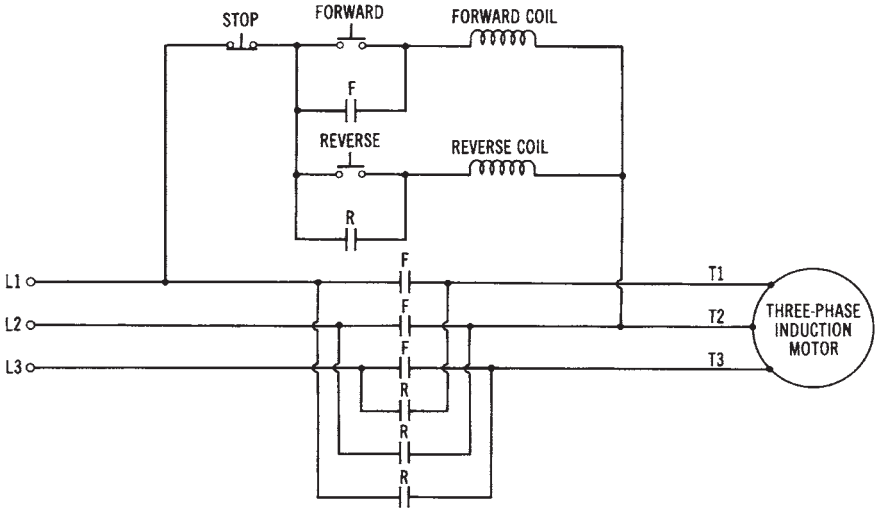 FORWARD
FORWARD COIL
STOP
F
REVERSE
REVERSE COIL
R
F
L1
T1
F
L2
T2
THREE-PHASE
INDUCTION
MOTOR
F
L3
T3
R
R
R